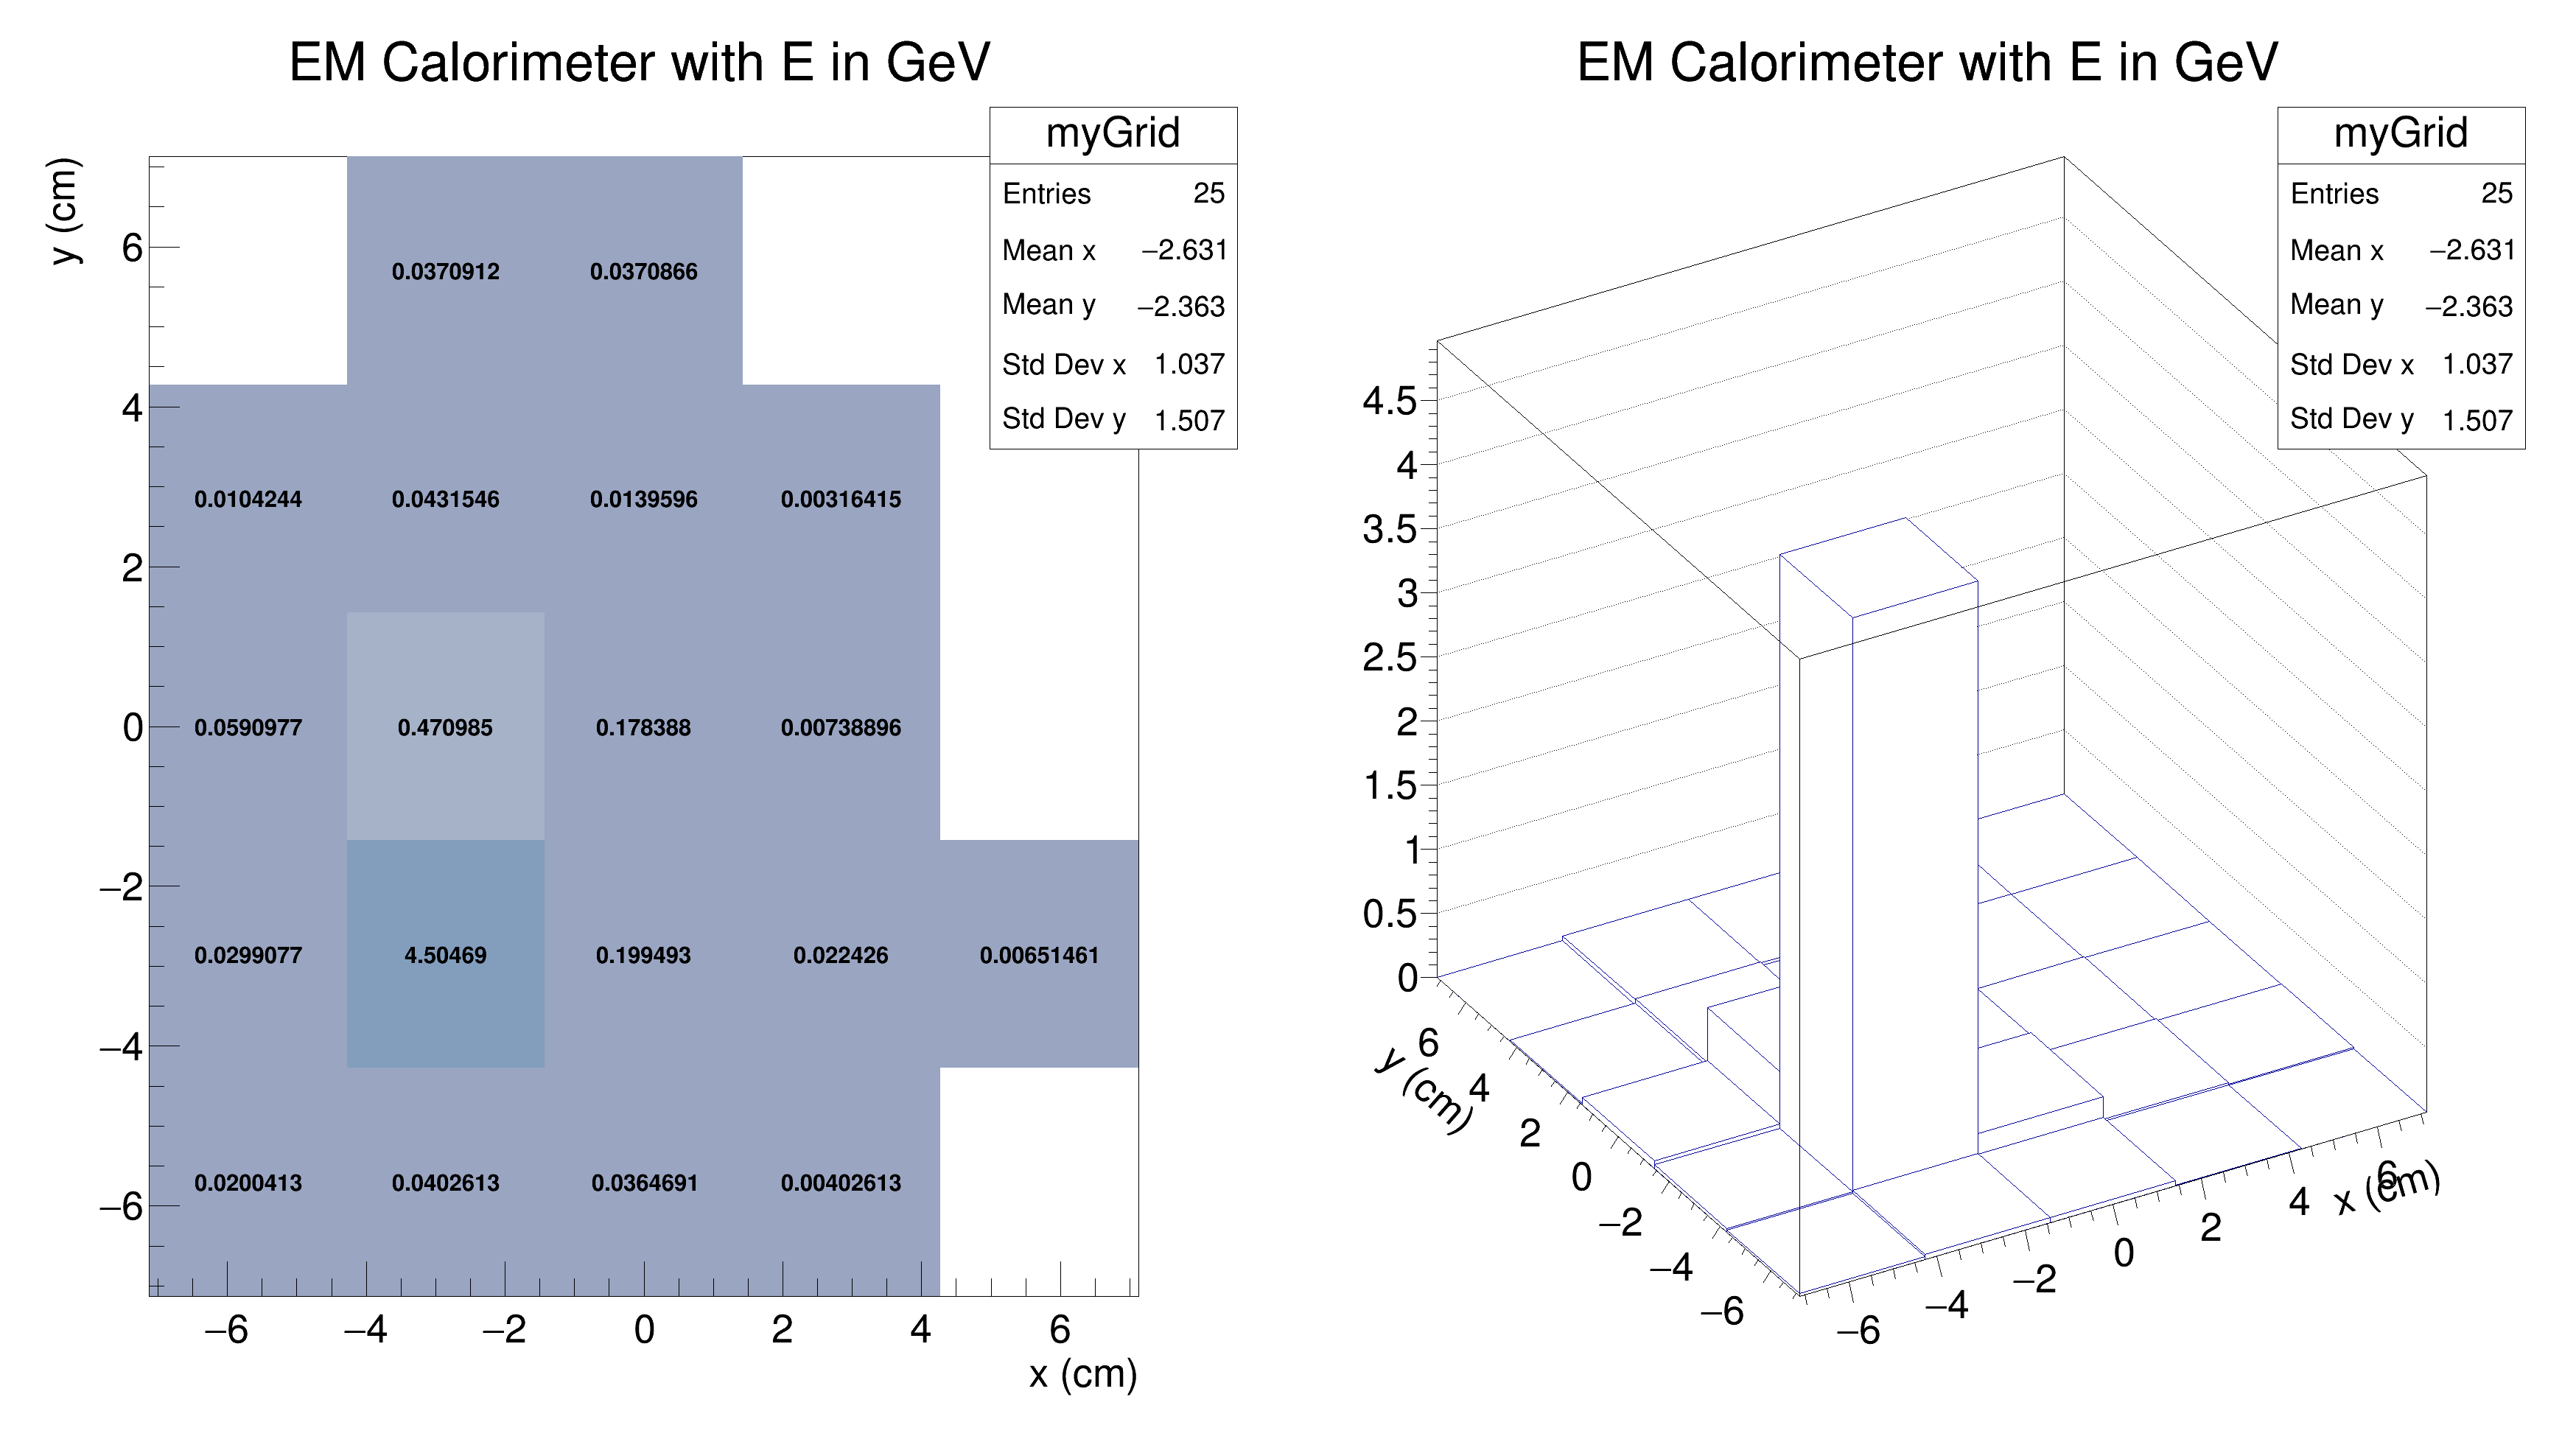 EM Calorimeter with E in GeV
myGrid
Entries 25
Mean x −2.631
Mean y −2.363
Std Dev x 1.037
Std Dev y 1.507
y (cm)
6
4
2
0
−2
−4
−6
0.0370912 0.0370866
0.0104244 0.0431546 0.0139596 0.00316415
0.0590977 0.470985 0.178388 0.00738896
0.0299077 4.50469 0.199493 0.022426 0.00651461
0.0200413 0.0402613 0.0364691 0.00402613
−6 −4 −2 0 2 4 6
x (cm)
EM Calorimeter with E in GeV
myGrid
Entries 25
Mean x −2.631
Mean y −2.363
Std Dev x 1.037
Std Dev y 1.507
4.5
4
3.5
3
2.5
2
1.5
1
0.5
0
6
4
2
0
−2
−4
−6
y (cm)
−6
−4
−2
0
2
4
6
x (cm)